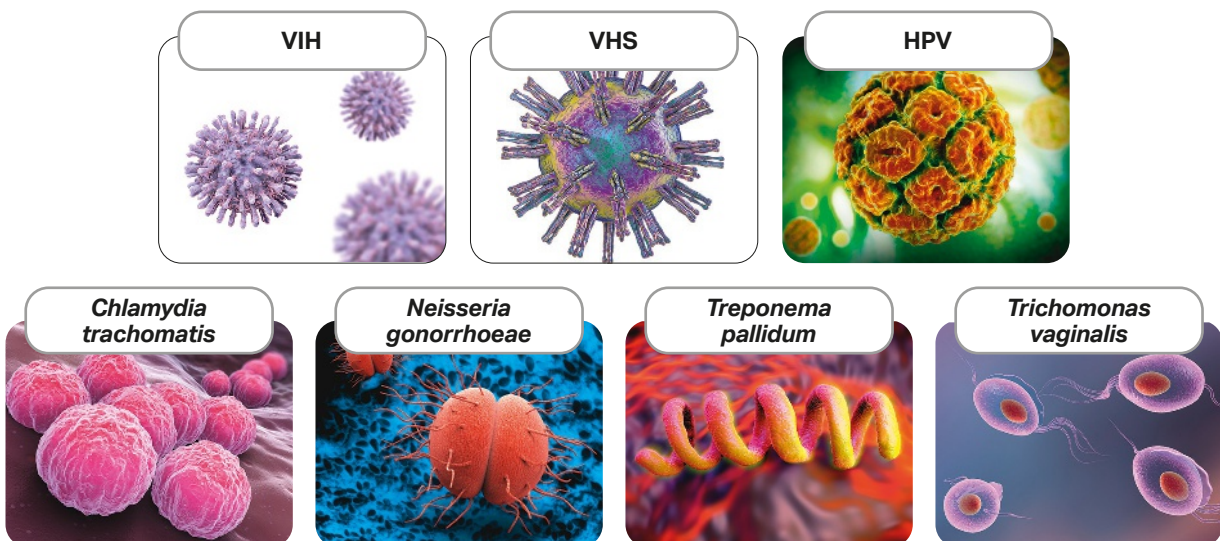 VIH
VHS
HPV
Chlamydia
trachomatis
Neisseria
gonorrhoeae
Treponema
pallidum
Trichomonas
vaginalis